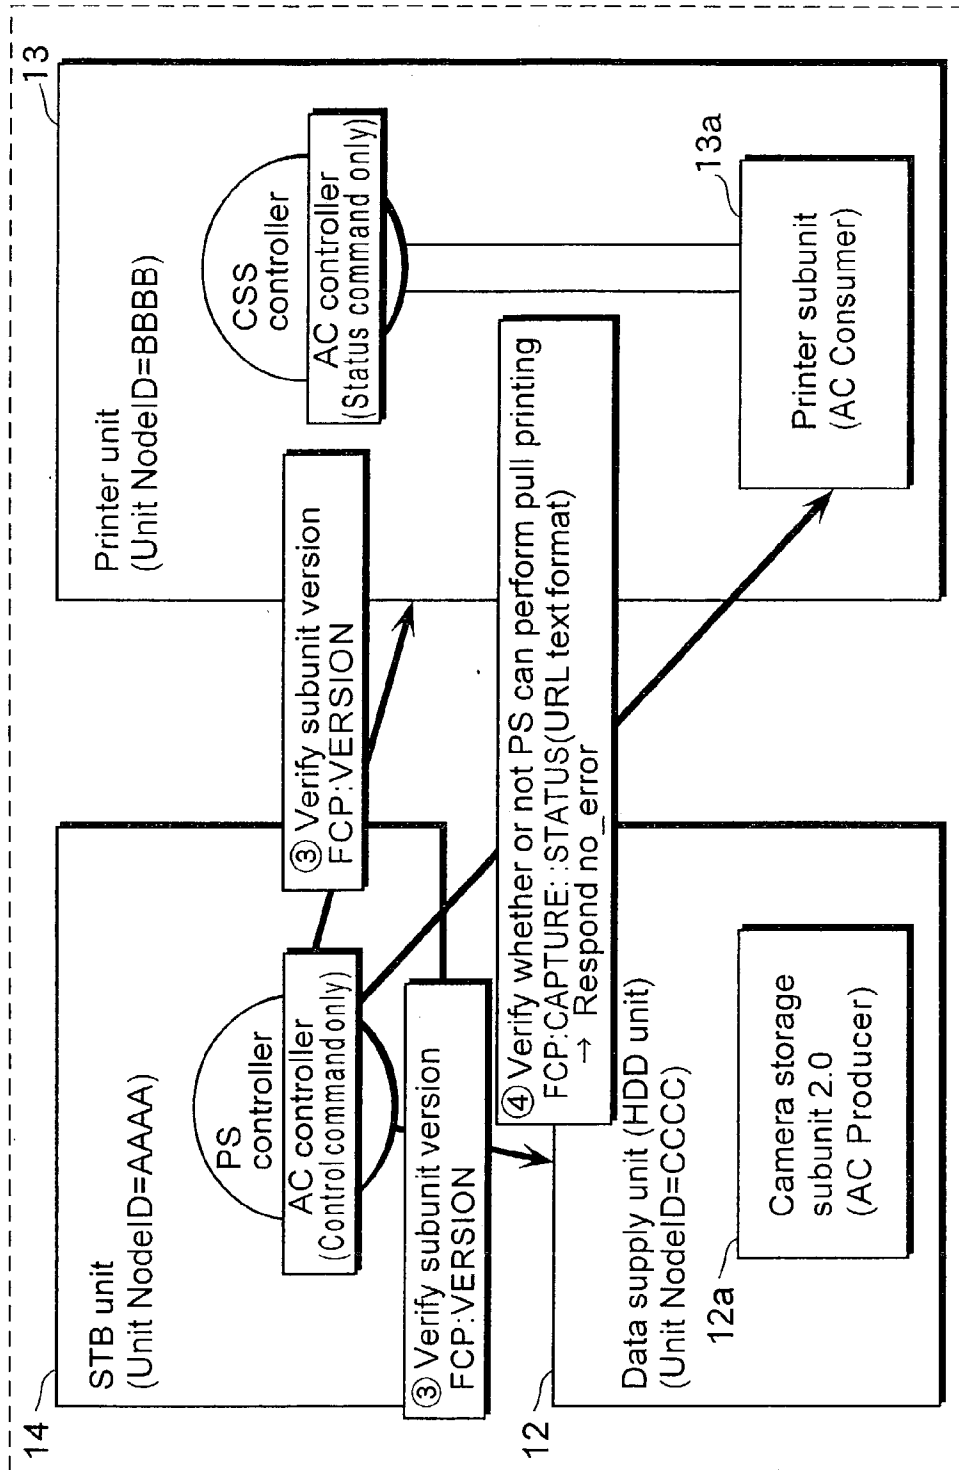 14
STB unit
(Unit NodeID=AAAA)
PS
controller
AC controller
(Control command only)
③ Verify subunit version
FCP:VERSION
③ Verify subunit version
FCP:VERSION
13
Printer unit
(Unit NodeID=BBBB)
CSS
controller
AC controller
(Status command only)
④ Verify whether or not PS can perform pull printing
FCP:CAPTURE::STATUS(URL text format)
→ Respond no_error
12
Data supply unit (HDD unit)
(Unit NodeID=CCCC)
12a
Camera storage
subunit 2.0
(AC Producer)
13a
Printer subunit
(AC Consumer)